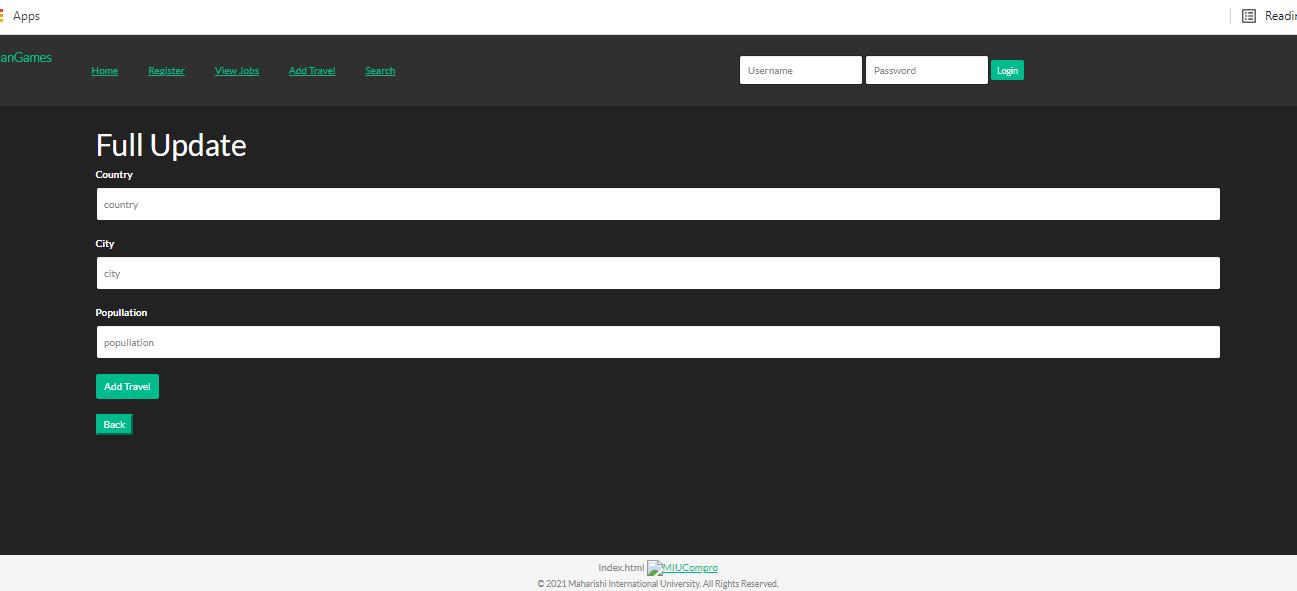 Apps
Readin
anGames
Home Register View Jobs Add Travel Search Username Password Login
Full Update
Country
country
City
city
Popullation
popullation
Add Travel
Back
Index.html MIUCompro
© 2021 Maharishi International University. All Rights Reserved.